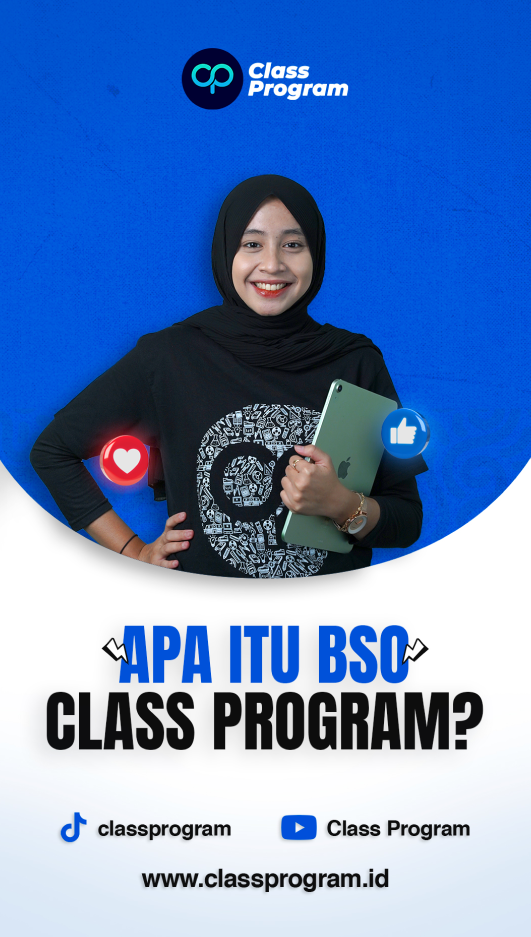 Class
Program
APA ITU BSO
CLASS PROGRAM?
classprogram
Class Program
www.classprogram.id